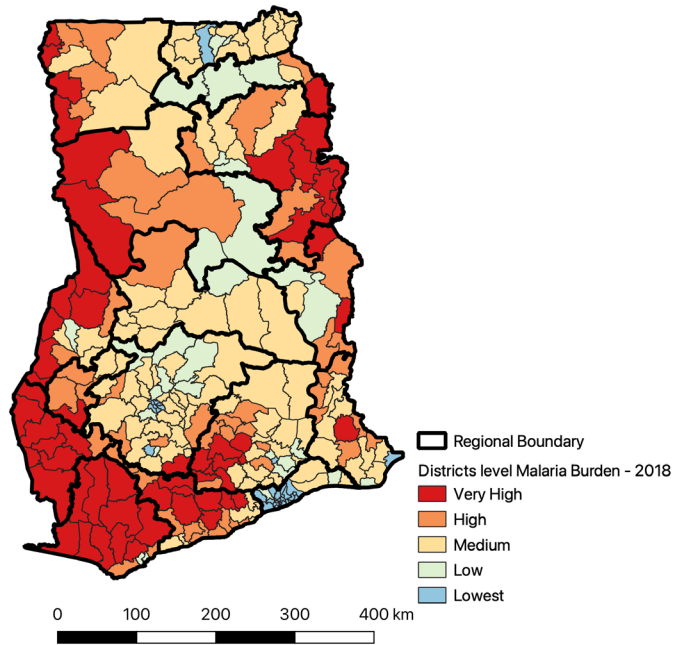 Regional Boundary
Districts level Malaria Burden - 2018
Very High
High
Medium
Low
Lowest
0 100 200 300 400 km